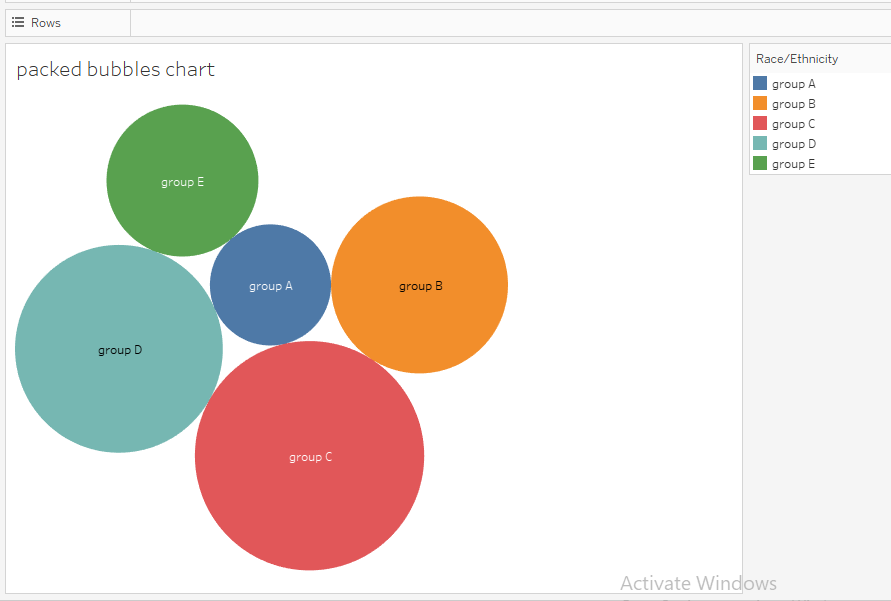 Rows
packed bubbles chart
Race/Ethnicity
group A
group B
group C
group D
group E
group E
group A
group B
group D
group C
Activate Windows